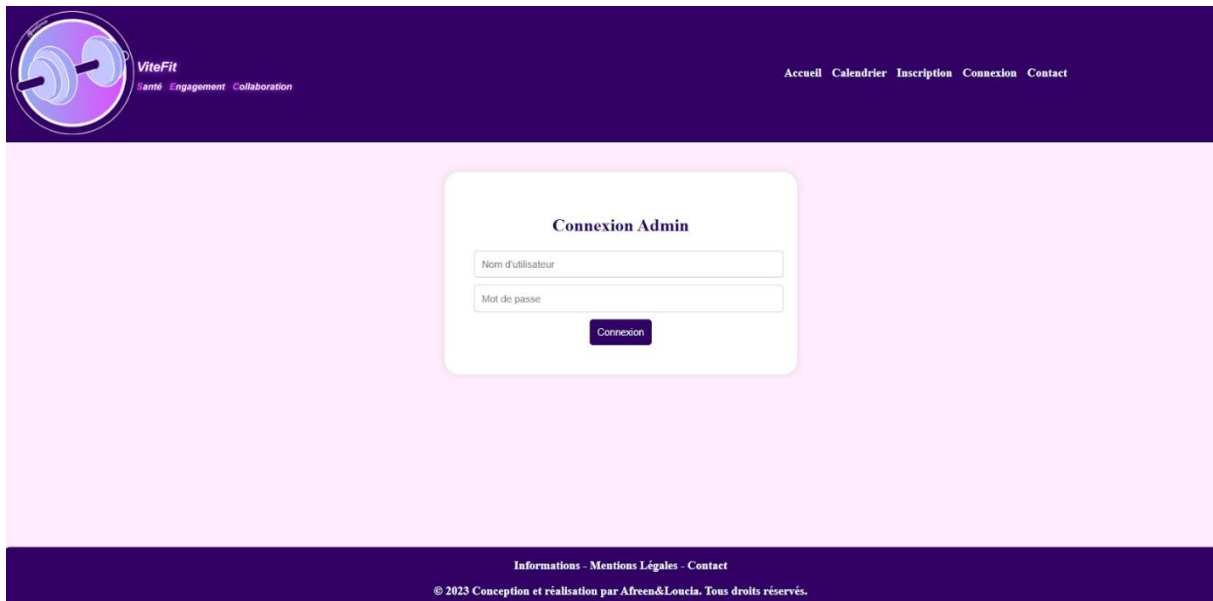 ViteFit
Santé Engagement Collaboration
Accueil Calendrier Inscription Connexion Contact
Connexion Admin
Nom d'utilisateur
Mot de passe
Connexion
Informations - Mentions Légales - Contact
© 2023 Conception et réalisation par Afreen&Loucia. Tous droits réservés.